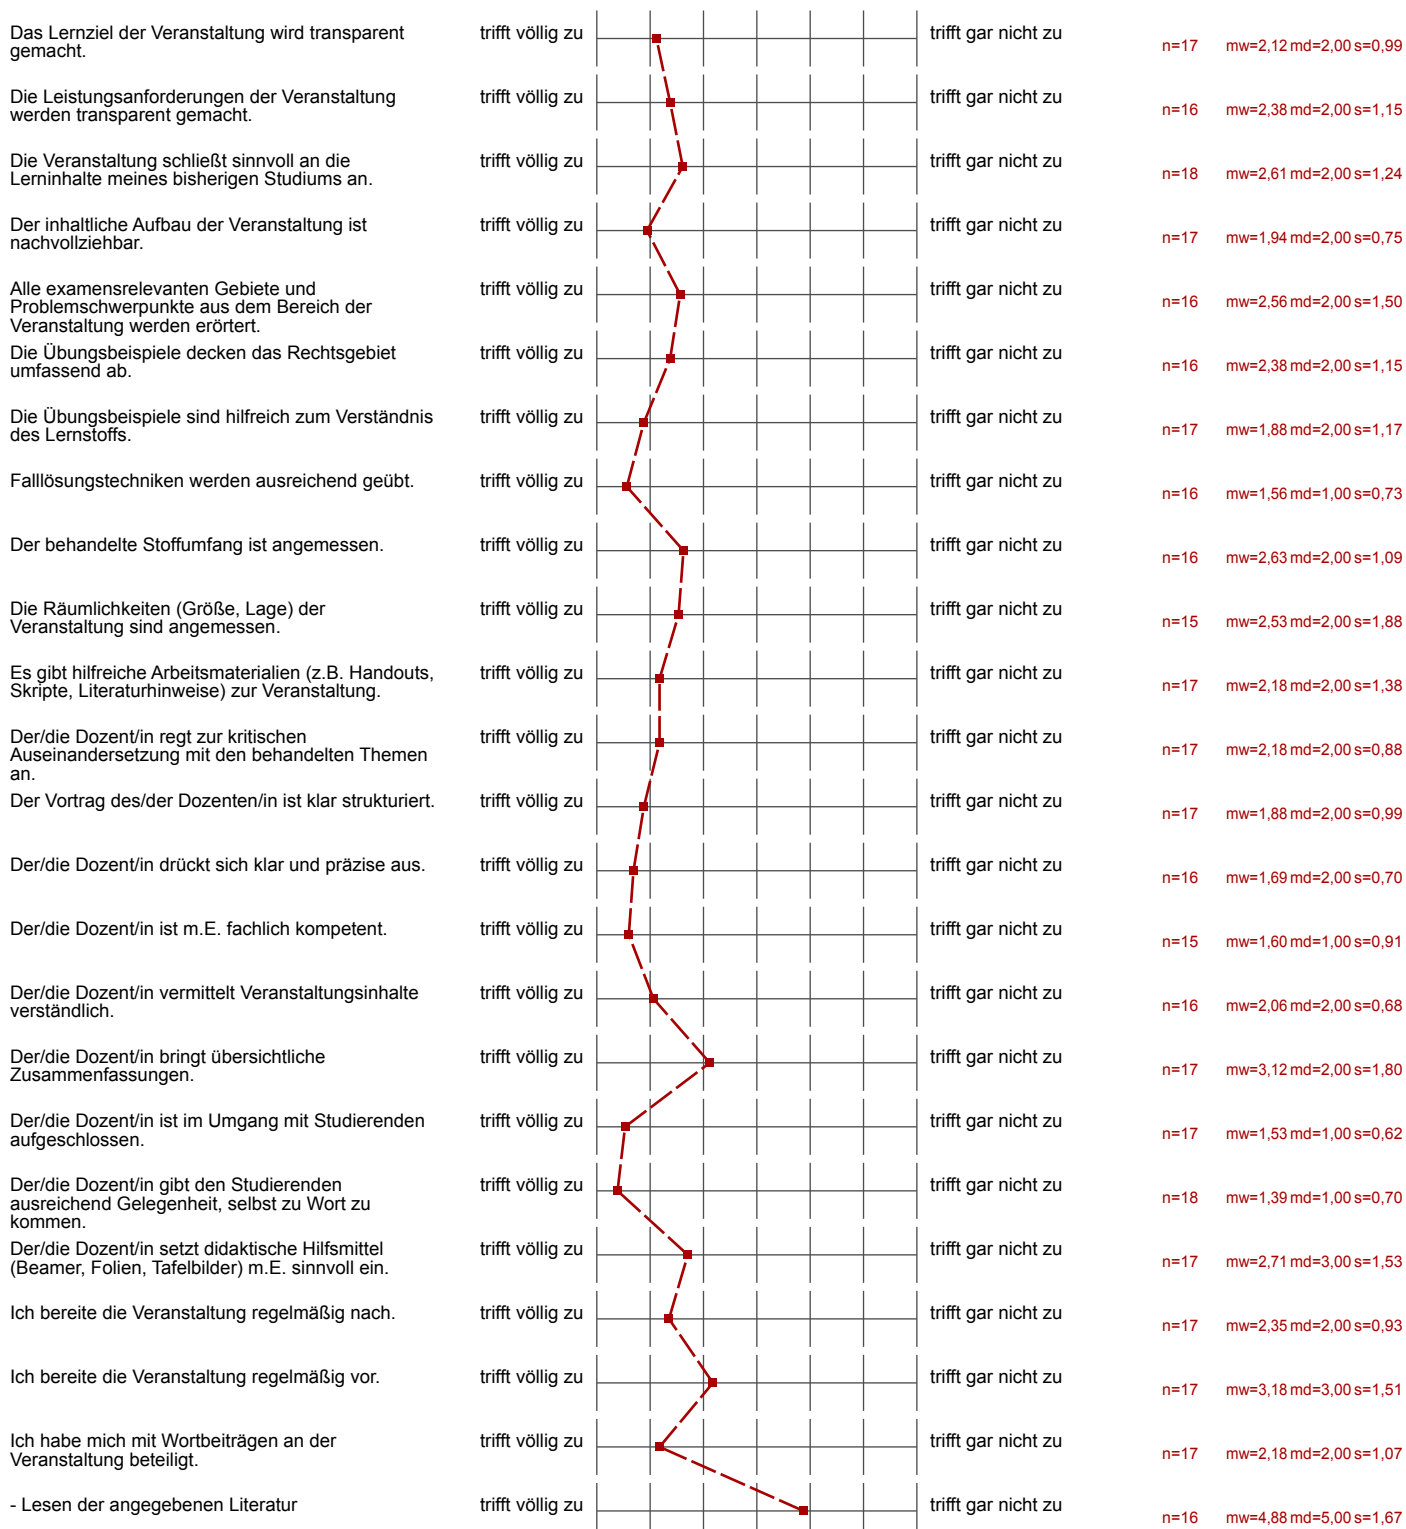 Das Lernziel der Veranstaltung wird transparent
gemacht.
trifft völlig zu
trifft gar nicht zu
n=17 mw=2,12 md=2,00 s=0,99
Die Leistungsanforderungen der Veranstaltung
werden transparent gemacht.
trifft völlig zu
trifft gar nicht zu
n=16 mw=2,38 md=2,00 s=1,15
Die Veranstaltung schließt sinnvoll an die
Lerninhalte meines bisherigen Studiums an.
trifft völlig zu
trifft gar nicht zu
n=18 mw=2,61 md=2,00 s=1,24
Der inhaltliche Aufbau der Veranstaltung ist
nachvollziehbar.
trifft völlig zu
trifft gar nicht zu
n=17 mw=1,94 md=2,00 s=0,75
Alle examensrelevanten Gebiete und
Problemschwerpunkte aus dem Bereich der
Veranstaltung werden erörtert.
trifft völlig zu
trifft gar nicht zu
n=16 mw=2,56 md=2,00 s=1,50
Die Übungsbeispiele decken das Rechtsgebiet
umfassend ab.
trifft völlig zu
trifft gar nicht zu
n=16 mw=2,38 md=2,00 s=1,15
Die Übungsbeispiele sind hilfreich zum Verständnis
des Lernstoffs.
trifft völlig zu
trifft gar nicht zu
n=17 mw=1,88 md=2,00 s=1,17
Falllösungstechniken werden ausreichend geübt.
trifft völlig zu
trifft gar nicht zu
n=16 mw=1,56 md=1,00 s=0,73
Der behandelte Stoffumfang ist angemessen.
trifft völlig zu
trifft gar nicht zu
n=16 mw=2,63 md=2,00 s=1,09
Die Räumlichkeiten (Größe, Lage) der
Veranstaltung sind angemessen.
trifft völlig zu
trifft gar nicht zu
n=15 mw=2,53 md=2,00 s=1,88
Es gibt hilfreiche Arbeitsmaterialien (z.B. Handouts,
Skripte, Literaturhinweise) zur Veranstaltung.
trifft völlig zu
trifft gar nicht zu
n=17 mw=2,18 md=2,00 s=1,38
Der/die Dozent/in regt zur kritischen
Auseinandersetzung mit den behandelten Themen
an.
trifft völlig zu
trifft gar nicht zu
n=17 mw=2,18 md=2,00 s=0,88
Der Vortrag des/der Dozenten/in ist klar strukturiert.
trifft völlig zu
trifft gar nicht zu
n=17 mw=1,88 md=2,00 s=0,99
Der/die Dozent/in drückt sich klar und präzise aus.
trifft völlig zu
trifft gar nicht zu
n=16 mw=1,69 md=2,00 s=0,70
Der/die Dozent/in ist m.E. fachlich kompetent.
trifft völlig zu
trifft gar nicht zu
n=15 mw=1,60 md=1,00 s=0,91
Der/die Dozent/in vermittelt Veranstaltungsinhalte
verständlich.
trifft völlig zu
trifft gar nicht zu
n=16 mw=2,06 md=2,00 s=0,68
Der/die Dozent/in bringt übersichtliche
Zusammenfassungen.
trifft völlig zu
trifft gar nicht zu
n=17 mw=3,12 md=2,00 s=1,80
Der/die Dozent/in ist im Umgang mit Studierenden
aufgeschlossen.
trifft völlig zu
trifft gar nicht zu
n=17 mw=1,53 md=1,00 s=0,62
Der/die Dozent/in gibt den Studierenden
ausreichend Gelegenheit, selbst zu Wort zu
kommen.
trifft völlig zu
trifft gar nicht zu
n=18 mw=1,39 md=1,00 s=0,70
Der/die Dozent/in setzt didaktische Hilfsmittel
(Beamer, Folien, Tafelbilder) m.E. sinnvoll ein.
trifft völlig zu
trifft gar nicht zu
n=17 mw=2,71 md=3,00 s=1,53
Ich bereite die Veranstaltung regelmäßig nach.
trifft völlig zu
trifft gar nicht zu
n=17 mw=2,35 md=2,00 s=0,93
Ich bereite die Veranstaltung regelmäßig vor.
trifft völlig zu
trifft gar nicht zu
n=17 mw=3,18 md=3,00 s=1,51
Ich habe mich mit Wortbeiträgen an der
Veranstaltung beteiligt.
trifft völlig zu
trifft gar nicht zu
n=17 mw=2,18 md=2,00 s=1,07
- Lesen der angegebenen Literatur
trifft völlig zu
trifft gar nicht zu
n=16 mw=4,88 md=5,00 s=1,67